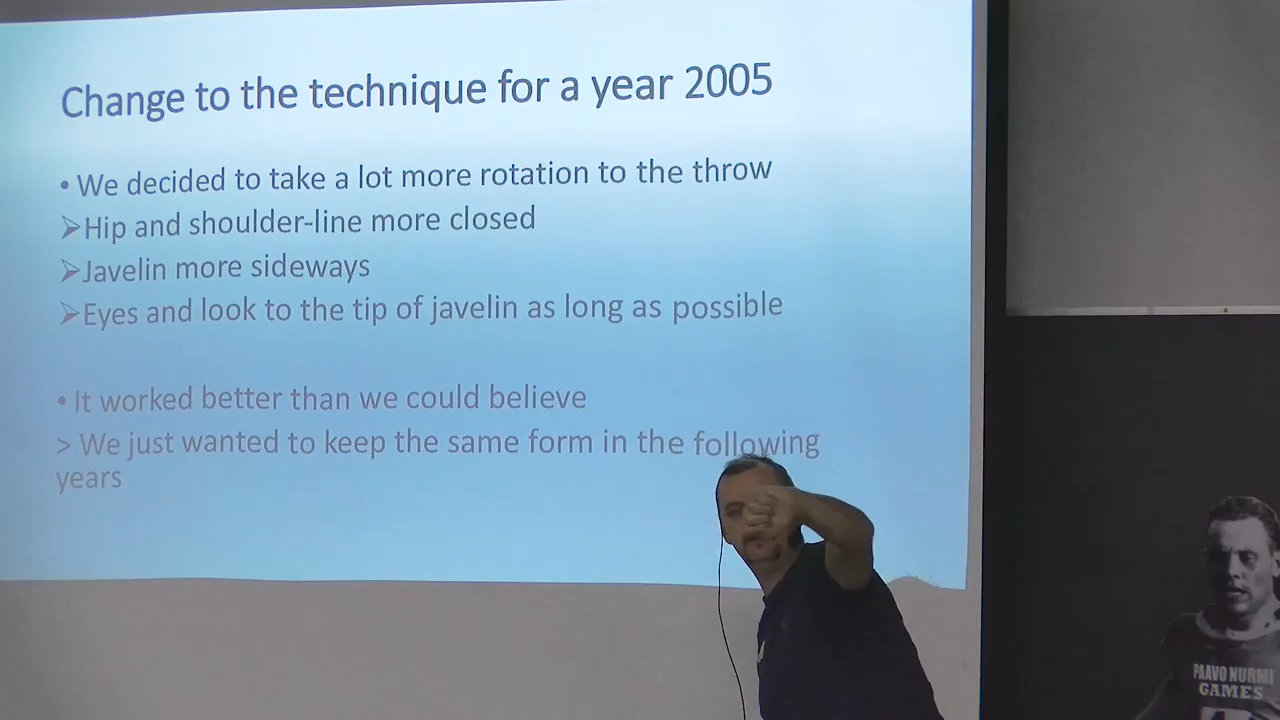 Change to the technique for a year 2005
• We decided to take a lot more rotation to the throw
➢Hip and shoulder-line more closed
➢Javelin more sideways
➢Eyes and look to the tip of javelin as long as possible
• It worked better than we could believe
> We just wanted to keep the same form in the following
years
PAAVO NURMI
GAMES